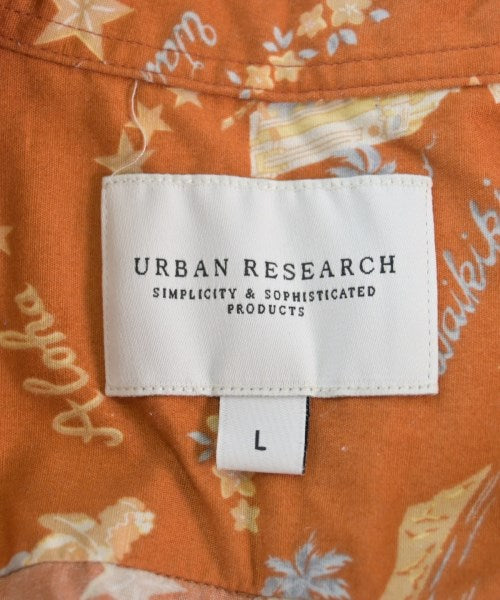 URBAN RESEARCH
SIMPLICITY & SOPHISTICATED
PRODUCTS
L
Aloha
Waikiki